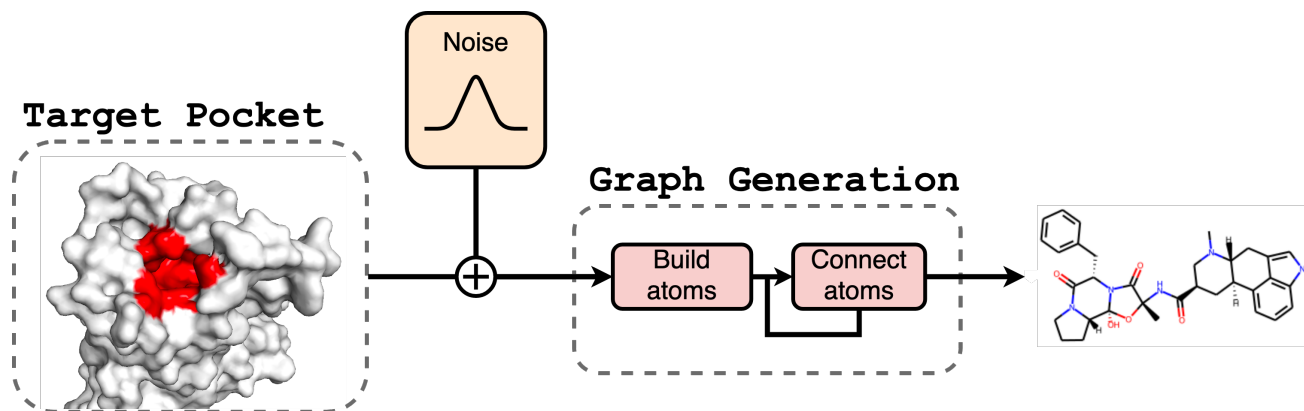 Noise
Target Pocket
Graph Generation
Build
atoms
Connect
atoms
O
O
N
N
O
OH
H
NH
O
N
H
H
N